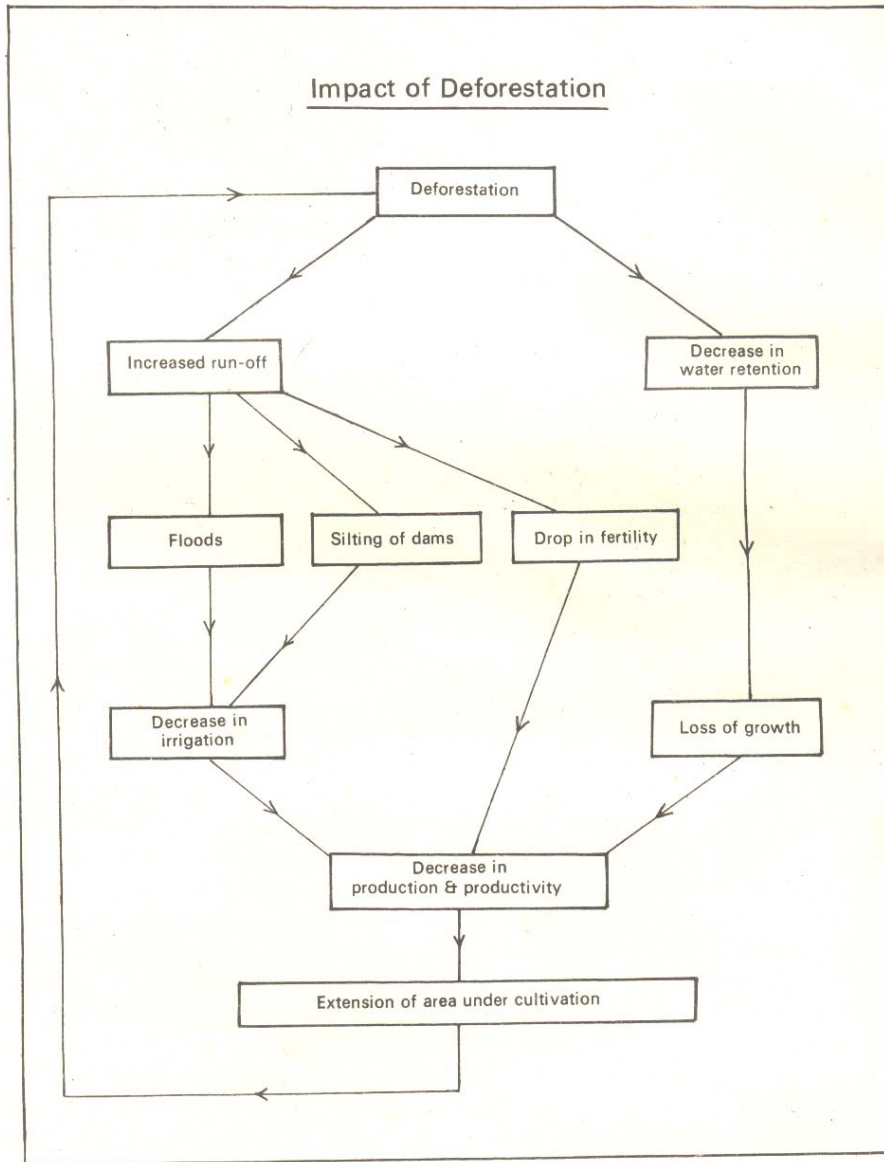 Impact of Deforestation
Deforestation
Increased run-off
Decrease in
water retention
Floods
Silting of dams
Drop in fertility
Decrease in
irrigation
Loss of growth
Decrease in
production & productivity
Extension of area under cultivation